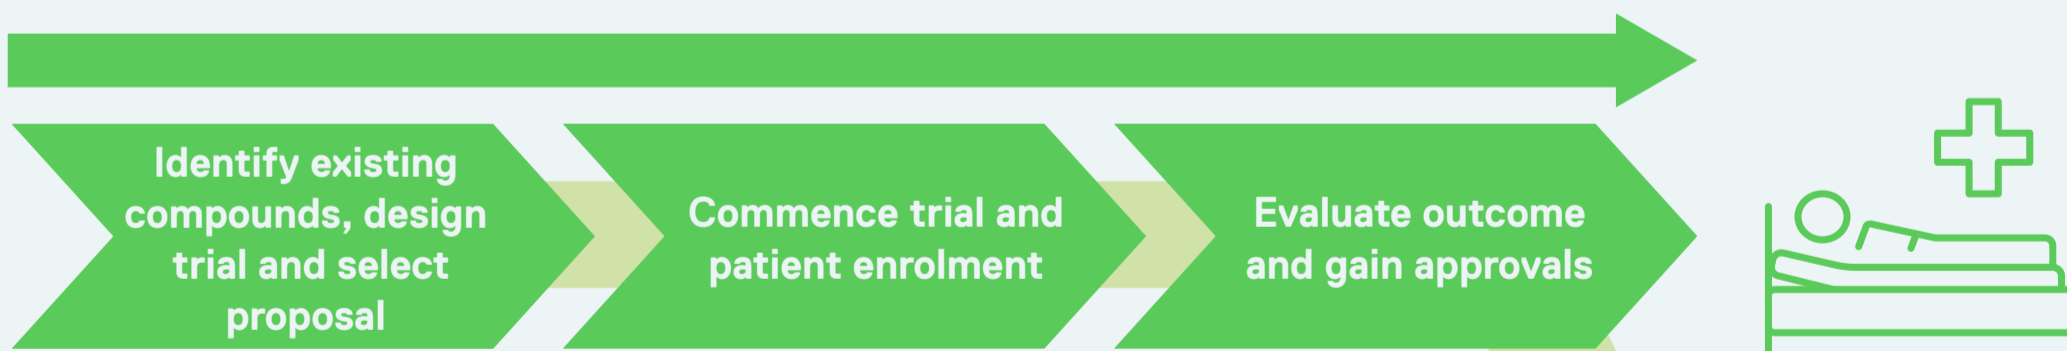 Identify existing
compounds, design
trial and select
proposal
Commence trial and
patient enrolment
Evaluate outcome
and gain approvals